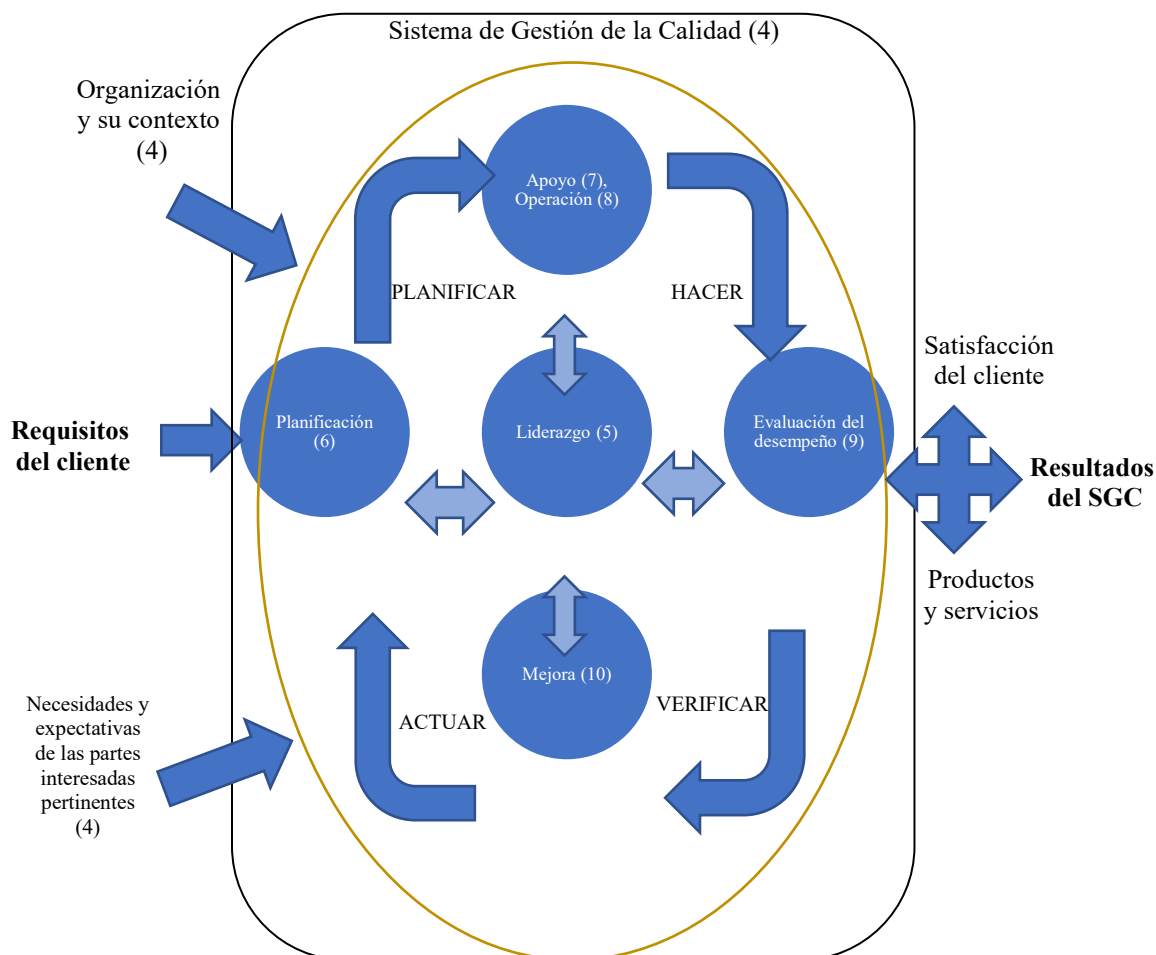 Sistema de Gestión de la Calidad (4)
Organización
y su contexto
(4)
Apoyo (7),
Operación (8)
PLANIFICAR
HACER
Satisfacción
del cliente
Requisitos
del cliente
Planificación
(6)
Liderazgo (5)
Evaluación del
desempeño (9)
Resultados
del SGC
Productos
y servicios
Mejora (10)
ACTUAR
VERIFICAR
Necesidades y
expectativas
de las partes
interesadas
pertinentes
(4)